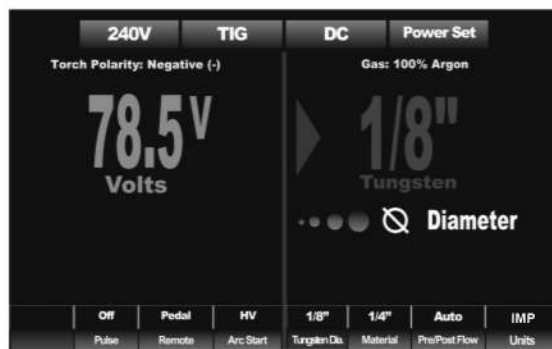 240V TIG DC Power Set
Torch Polarity: Negative (-)
Gas: 100% Argon
78.5 V
Volts
1/8"
Tungsten
Diameter
Off Pedal HV 1/8" 1/4" Auto IMP
Pulse Remote Arc Start Tungsten Dia. Material Pre/Post Flow Units